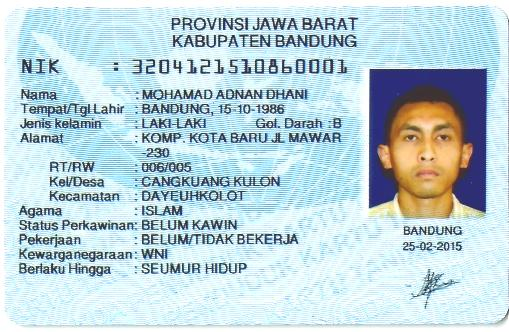 PROVINSI JAWA BARAT
KABUPATEN BANDUNG
NIK : 3204121510860001
Nama : MOHAMAD ADNAN DHANI
Tempat/Tgl Lahir : BANDUNG, 15-10-1986
Jenis kelamin : LAKI-LAKI Gol. Darah : B
Alamat : KOMP. KOTA BARU JL MAWAR
-230
RT/RW : 006/005
Kel/Desa : CANGKUANG KULON
Kecamatan : DAYEUHKOLOT
Agama : ISLAM
Status Perkawinan: BELUM KAWIN
Pekerjaan : BELUM/TIDAK BEKERJA
Kewarganegaraan: WNI
Berlaku Hingga : SEUMUR HIDUP
BANDUNG
25-02-2015